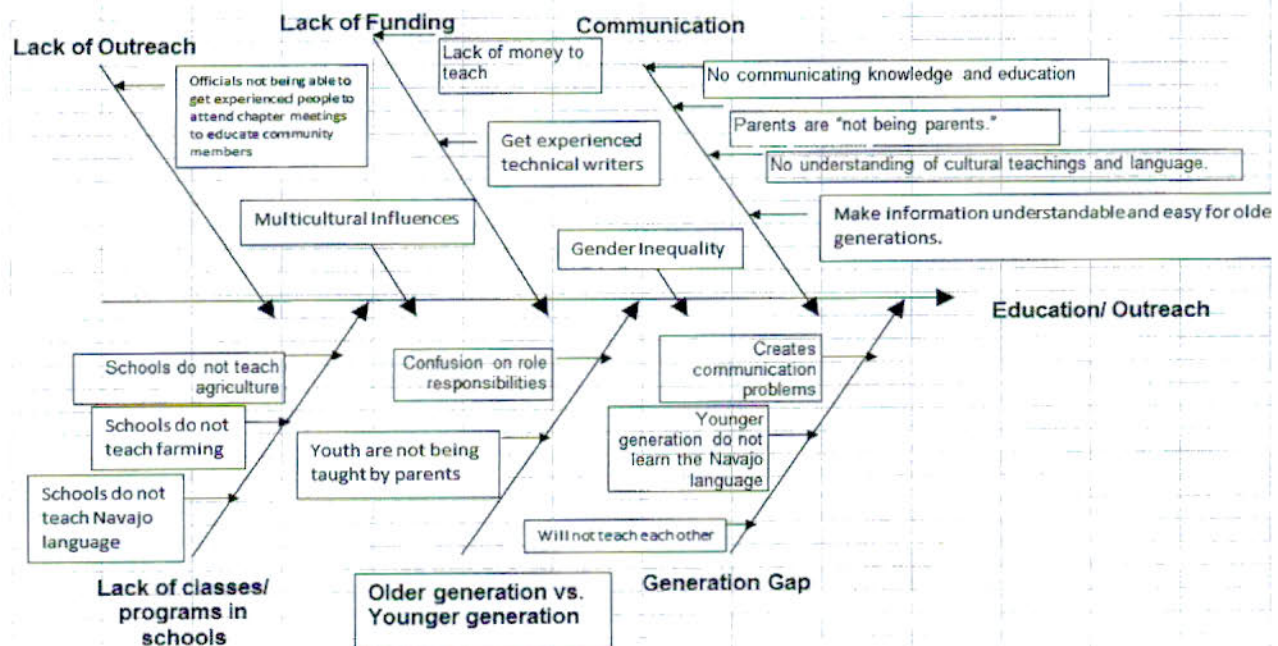 Lack of Outreach
Lack of Funding
Communication
Officials not being able to
get experienced people to
attend chapter meetings
to educate community
members
Lack of money to
teach
Get experienced
technical writers
No communicating knowledge and education
Parents are "not being parents."
No understanding of cultural teachings and language.
Make information understandable and easy for olde
generations.
Multicultural Influences
Gender Inequality
Education/ Outreach
Schools do not teach
agriculture
Schools do not
teach farming
Schools do not
teach Navajo
language
Confusion on role
responsibilities
Youth are not being
taught by parents
Creates
communication
problems
Younger
generation do not
learn the Navajo
language
Will not teach each other
Lack of classes/
programs in
schools
Older generation vs.
Younger generation
Generation Gap